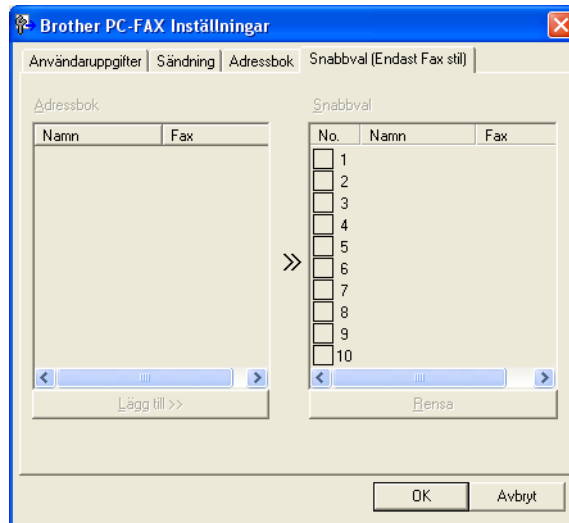 Brother PC-FAX Inställningar
Användaruppgifter Sändning Adressbok Snabbval (Endast Fax stil)
Adressbok Snabbval
Namn Fax No. Namn Fax
1
2
3
4
5
6
7
8
9
10
Lägg till >> Rensa
OK Avbryt